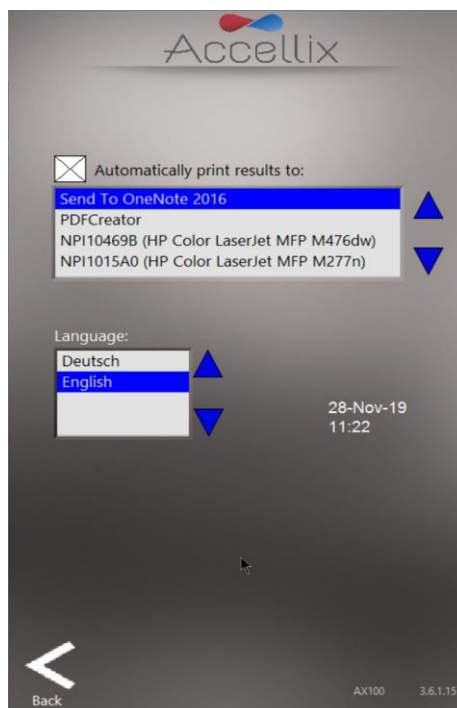 Accellix
Automatically print results to:
Send To OneNote 2016
PDFCreator
NPI10469B (HP Color LaserJet MFP M476dw)
NPI1015A0 (HP Color LaserJet MFP M277n)
Language:
Deutsch
English
28-Nov-19
11:22
Back
AX100 3.6.1.15